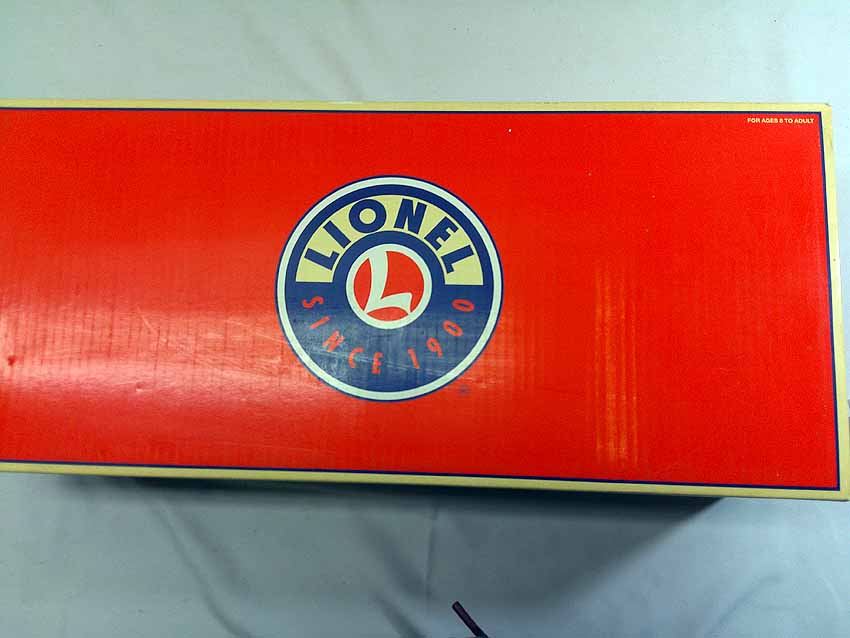 FOR AGES 8 TO ADULT
LIONEL
L
SINCE 1900